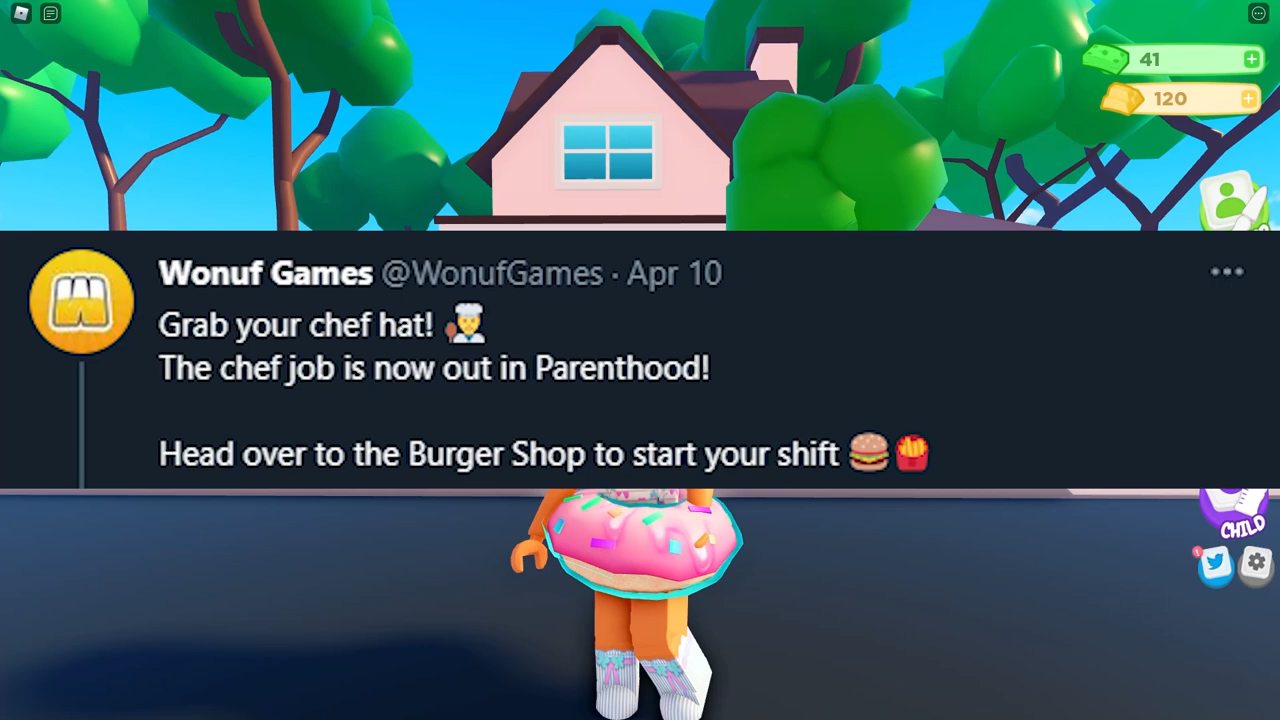 41
120
Wonuf Games @WonufGames · Apr 10
Grab your chef hat! 👨‍🍳
The chef job is now out in Parenthood!
Head over to the Burger Shop to start your shift 🍔🍟
CHILD
1